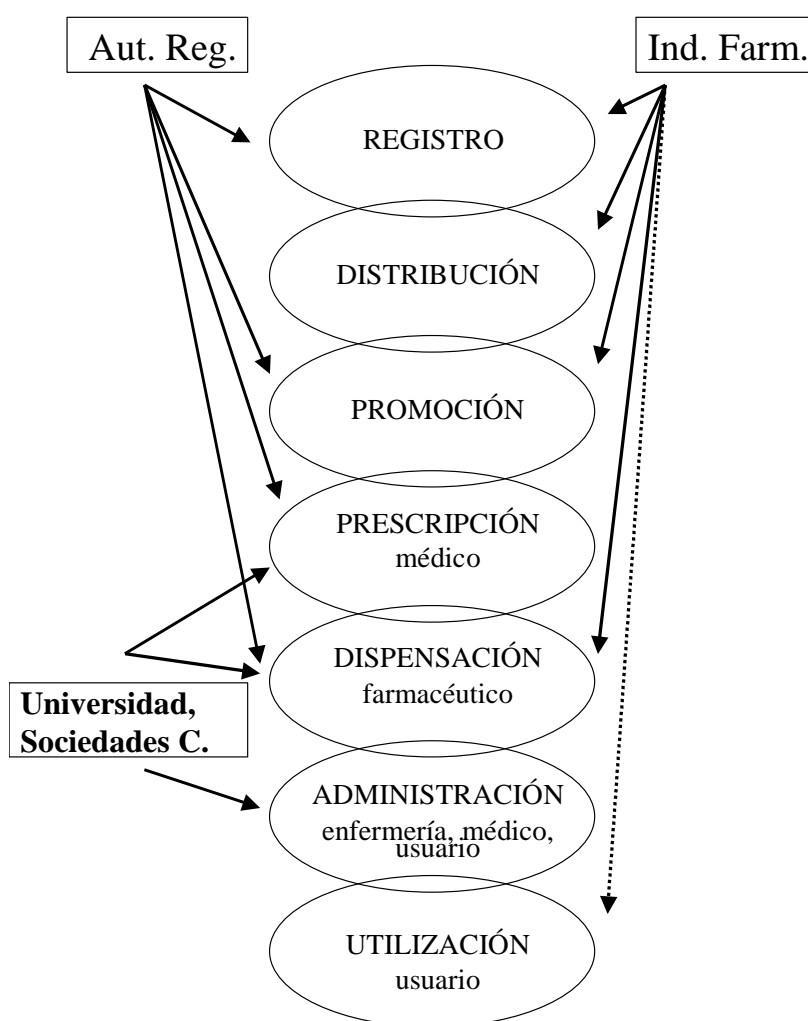 Aut. Reg.
Ind. Farm.
REGISTRO
DISTRIBUCIÓN
PROMOCIÓN
PRESCRIPCIÓN
médico
DISPENSACIÓN
farmacéutico
Universidad,
Sociedades C.
ADMINISTRACIÓN
enfermería, médico,
usuario
UTILIZACIÓN
usuario